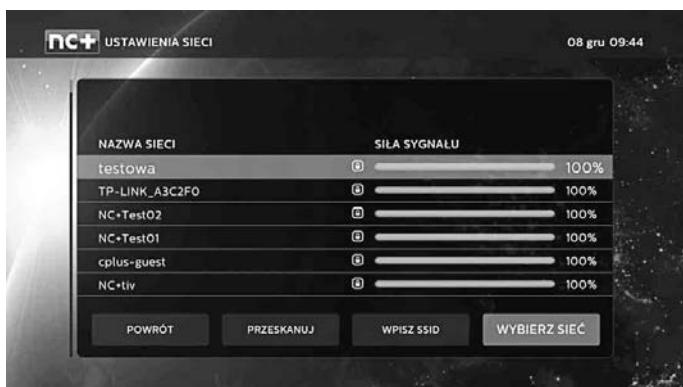 nc+ USTAWIENIA SIECI 08 gru 09:44
NAZWA SIECI SIŁA SYGNAŁU
testowa 100%
TP-LINK_A3C2F0 100%
NC+Test02 100%
NC+Test01 100%
cplus-guest 100%
NC+tiv 100%
POWRÓT PRZESKANUJ WPISZ SSID WYBIERZ SIEĆ